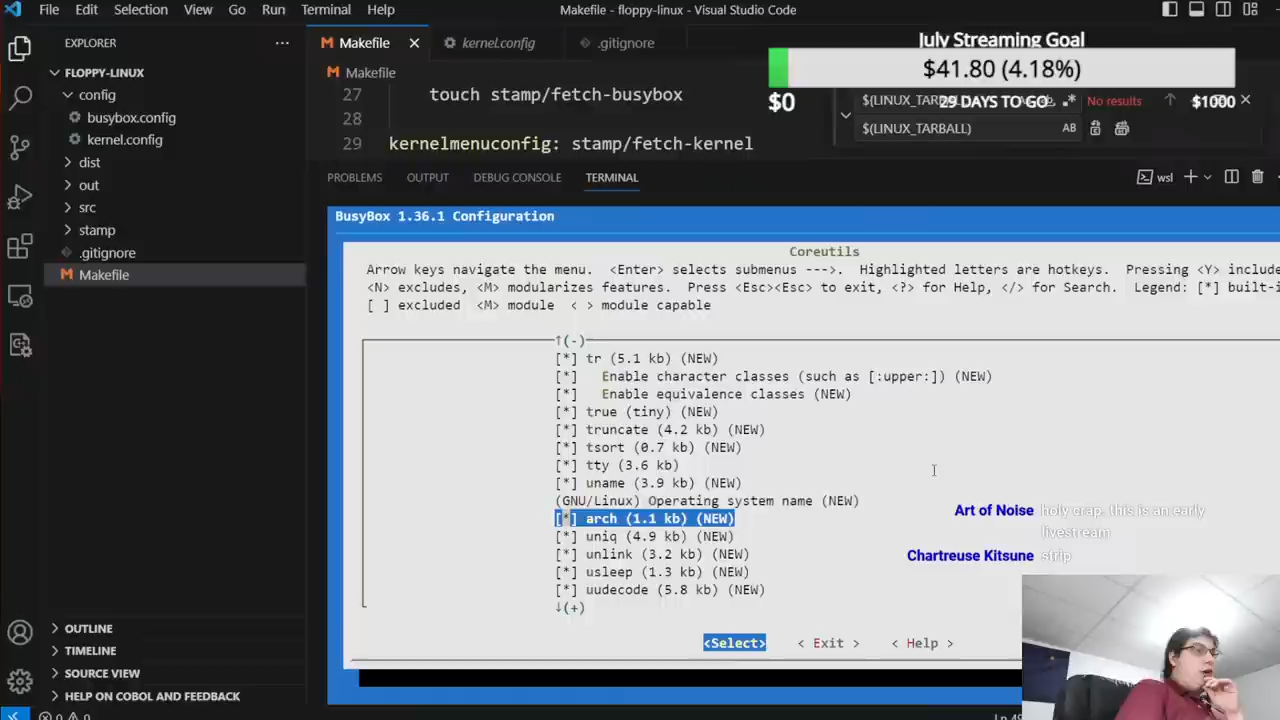 File Edit Selection View Go Run Terminal Help
Makefile - floppy-linux - Visual Studio Code
EXPLORER
Makefile
kernel.config
.gitignore
July Streaming Goal
$41.80 (4.18%)
$0
29 DAYS TO GO
$1000
FLOPPY-LINUX
config
busybox.config
kernel.config
dist
out
src
stamp
.gitignore
Makefile
Makefile
27 touch stamp/fetch-busybox
28
29 kernelmenuconfig: stamp/fetch-kernel
No results
$(LINUX_TARBALL)
AB
PROBLEMS OUTPUT DEBUG CONSOLE TERMINAL
wsl
BusyBox 1.36.1 Configuration
Coreutils
Arrow keys navigate the menu. <Enter> selects submenus --->. Highlighted letters are hotkeys. Pressing <Y> include
<N> excludes, <M> modularizes features. Press <Esc><Esc> to exit, <?> for Help, </> for Search. Legend: [*] built-i
[ ] excluded <M> module < > module capable
↑(-)
[*] tr (5.1 kb) (NEW)
[*] Enable character classes (such as [:upper:]) (NEW)
[*] Enable equivalence classes (NEW)
[*] true (tiny) (NEW)
[*] truncate (4.2 kb) (NEW)
[*] tsort (0.7 kb) (NEW)
[*] tty (3.6 kb)
[*] uname (3.9 kb) (NEW)
(GNU/Linux) Operating system name (NEW)
[*] arch (1.1 kb) (NEW)
[*] uniq (4.9 kb) (NEW)
[*] unlink (3.2 kb) (NEW)
[*] usleep (1.3 kb) (NEW)
[*] uudecode (5.8 kb) (NEW)
↓(+)
<Select> < Exit > < Help >
Art of Noise holy crap. this is an early
livestream
Chartreuse Kitsune strip
OUTLINE
TIMELINE
SOURCE VIEW
HELP ON COBOL AND FEEDBACK